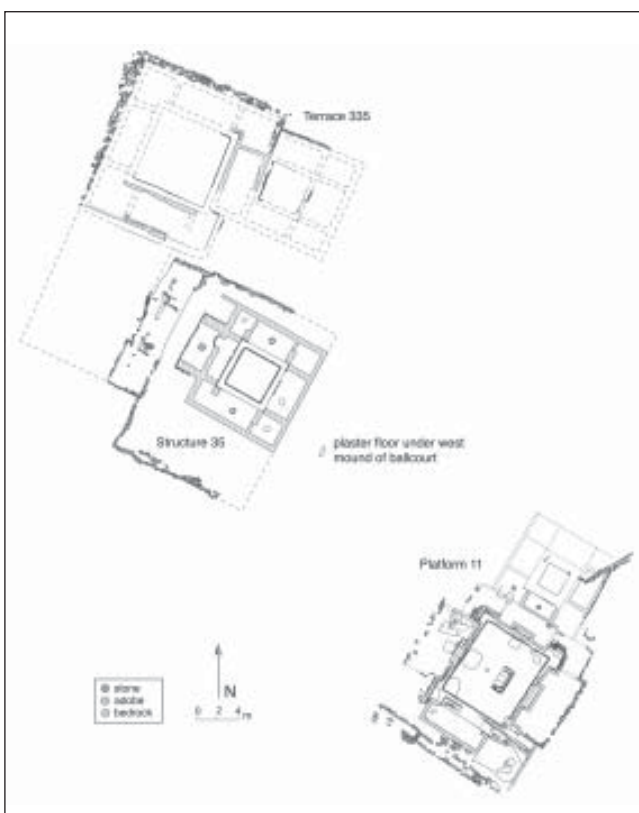 Terrace 335
Structure 35
plaster floor under west
mound of ballcourt
Platform 11
N
0 2 4 m
stone
adobe
bedrock